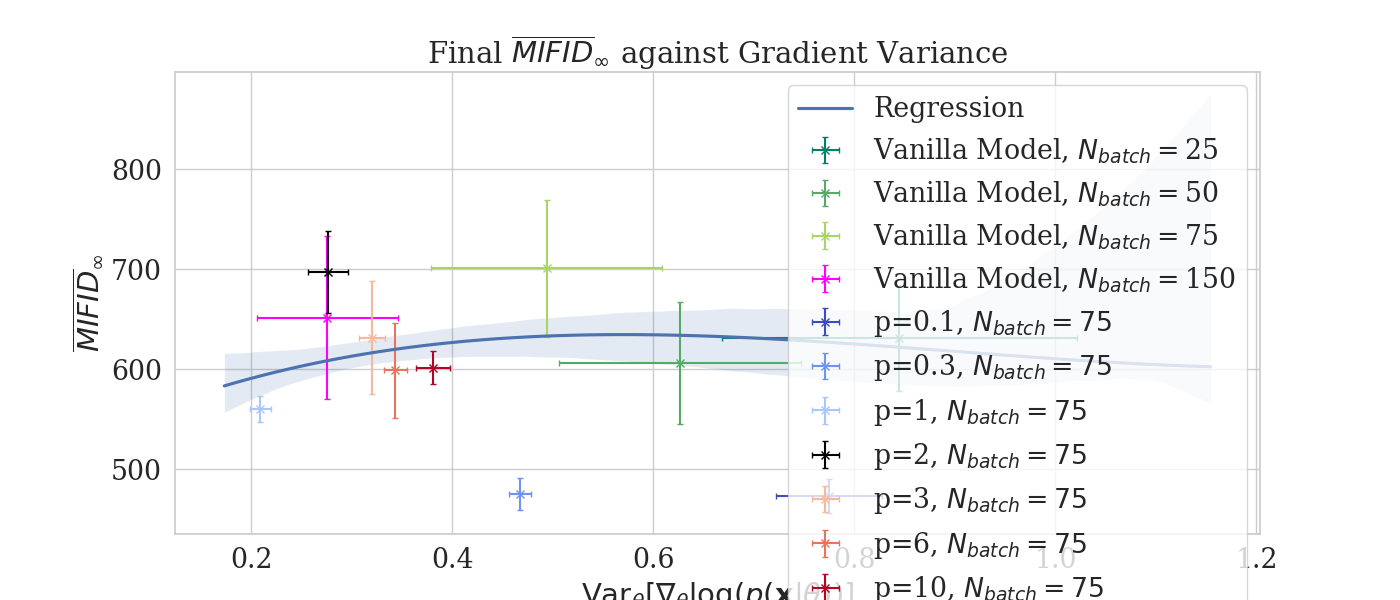 Final $\overline{MIFID}_\infty$ against Gradient Variance
$\overline{MIFID}_\infty$
800
700
600
500
0.2 0.4 0.6 0.8 1.0 1.2
Var$_\theta$[∇$_\theta$log(p(x|θ))]
Regression
Vanilla Model, $N_{batch}$ = 25
Vanilla Model, $N_{batch}$ = 50
Vanilla Model, $N_{batch}$ = 75
Vanilla Model, $N_{batch}$ = 150
p=0.1, $N_{batch}$ = 75
p=0.3, $N_{batch}$ = 75
p=1, $N_{batch}$ = 75
p=2, $N_{batch}$ = 75
p=3, $N_{batch}$ = 75
p=6, $N_{batch}$ = 75
p=10, $N_{batch}$ = 75